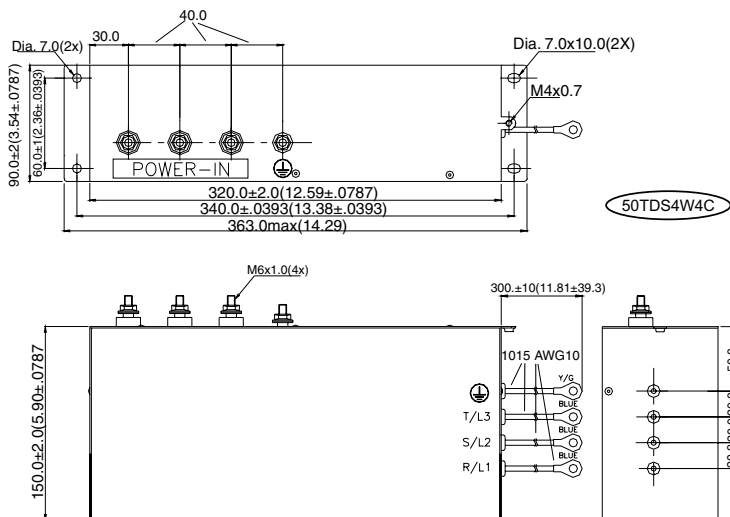 40.0
30.0
Dia. 7.0(2x)
Dia. 7.0x10.0(2X)
M4x0.7
90.0±2(3.54±.0787)
60.0±1(2.36±.0393)
POWER-IN
320.0±2.0(12.59±.0787)
340.0±.0393(13.38±.0393)
363.0max(14.29)
50TDS4W4C
M6x1.0(4x)
300.±10(11.81±39.3)
150.0±2.0(5.90±.0787
1015 AWG10
Y/G
BLUE
T/L3
BLUE
S/L2
BLUE
R/L1